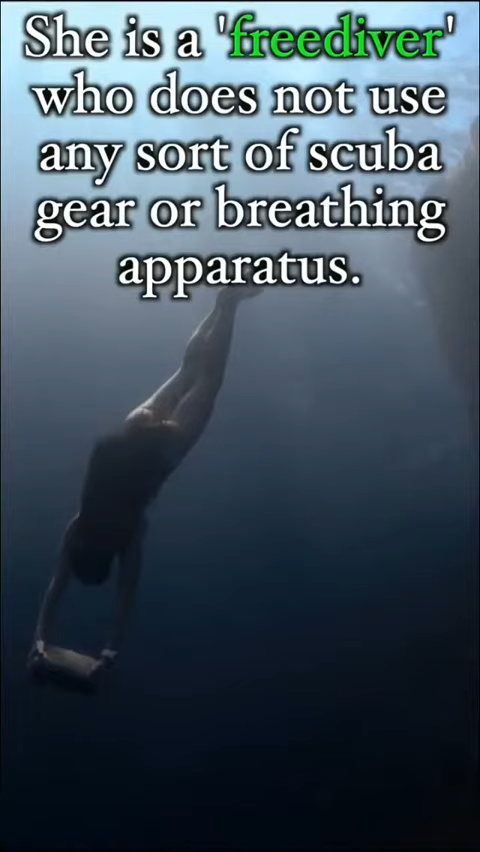 She is a 'freediver'
who does not use
any sort of scuba
gear or breathing
apparatus.